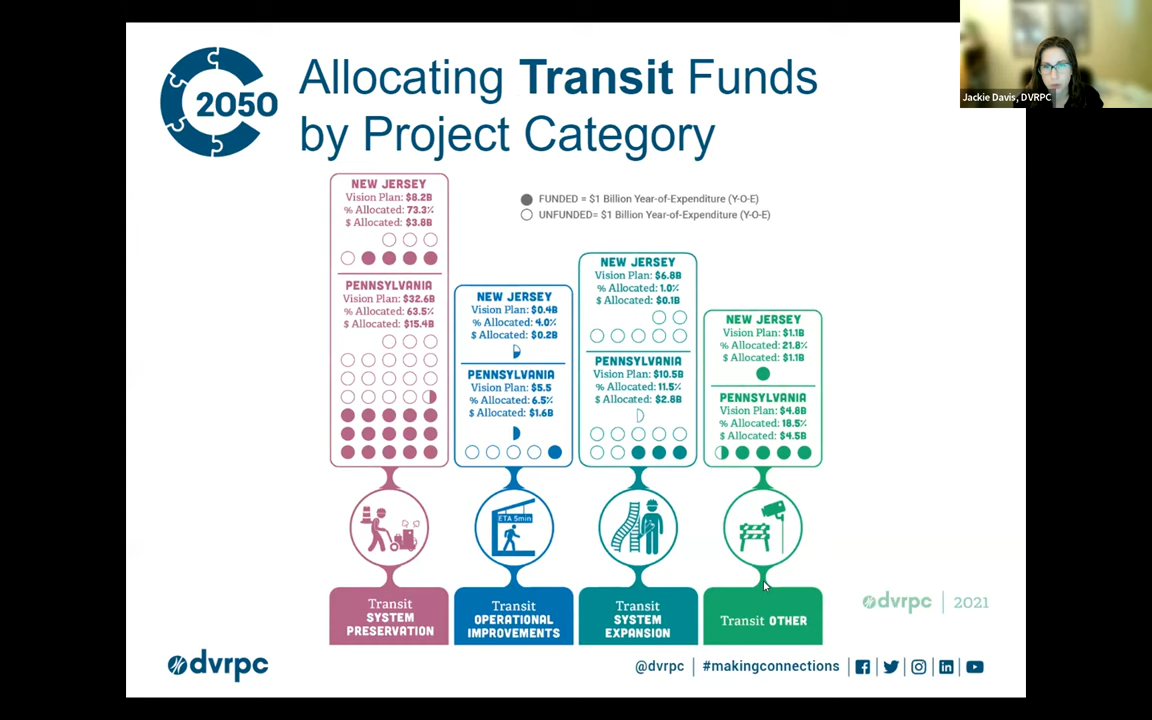 Jackie Davis, DVRPC
2050
Allocating Transit Funds
by Project Category
FUNDED = $1 Billion Year-of-Expenditure (Y-O-E)
UNFUNDED= $1 Billion Year-of-Expenditure (Y-O-E)
NEW JERSEY
Vision Plan: $8.2B
% Allocated: 73.3%
$ Allocated: $3.8B
PENNSYLVANIA
Vision Plan: $32.6B
% Allocated: 63.5%
$ Allocated: $15.4B
NEW JERSEY
Vision Plan: $0.4B
% Allocated: 4.0%
$ Allocated: $0.2B
PENNSYLVANIA
Vision Plan: $5.5
% Allocated: 6.5%
$ Allocated: $1.6B
NEW JERSEY
Vision Plan: $6.8B
% Allocated: 1.0%
$ Allocated: $0.1B
PENNSYLVANIA
Vision Plan: $10.5B
% Allocated: 11.5%
$ Allocated: $2.8B
NEW JERSEY
Vision Plan: $1.1B
% Allocated: 21.8%
$ Allocated: $1.1B
PENNSYLVANIA
Vision Plan: $4.8B
% Allocated: 18.5%
$ Allocated: $4.5B
ETA 5min
Transit
SYSTEM
PRESERVATION
Transit
OPERATIONAL
IMPROVEMENTS
Transit
SYSTEM
EXPANSION
Transit OTHER
dvrpc | 2021
dvrpc
@dvrpc | #makingconnections